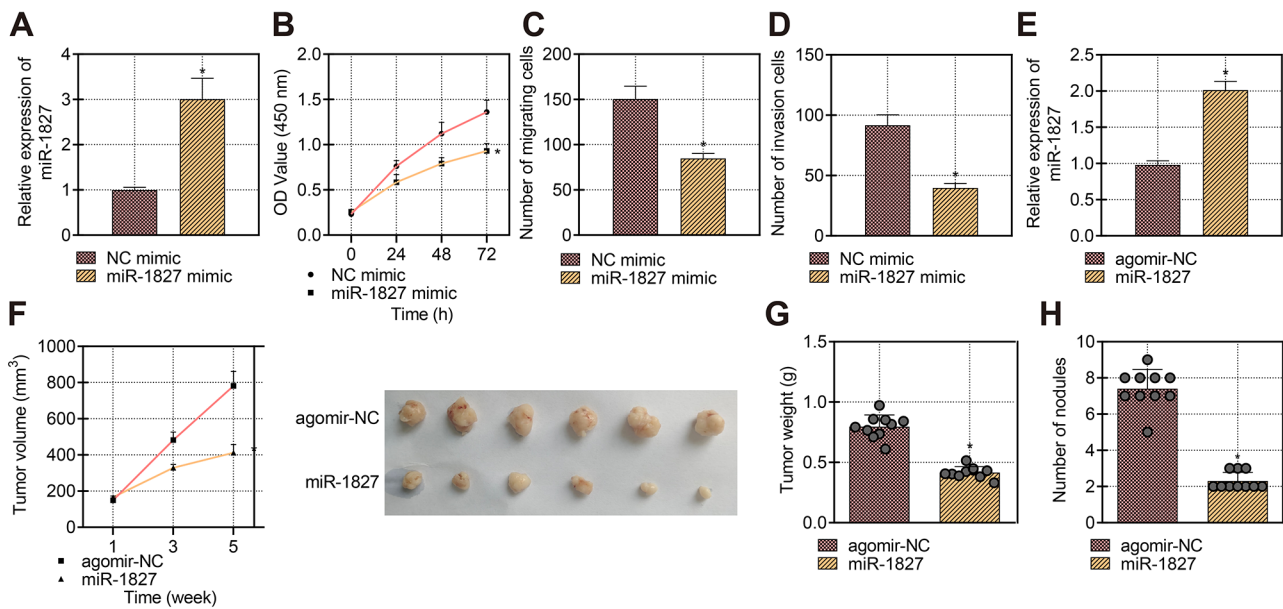 A
Relative expression of
miR-1827
4
3
2
1
0
*
NC mimic
miR-1827 mimic
B
OD Value (450 nm)
2.0
1.5
1.0
0.5
0.0
*
0 24 48 72
NC mimic
miR-1827 mimic
Time (h)
C
Number of migrating cells
200
150
100
50
0
*
NC mimic
miR-1827 mimic
D
Number of invasion cells
150
100
50
0
*
NC mimic
miR-1827 mimic
E
Relative expression of
miR-1827
2.5
2.0
1.5
1.0
0.5
0.0
*
agomir-NC
miR-1827
F
Tumor volume (mm³)
1000
800
600
400
200
0
*
1 3 5
agomir-NC
miR-1827
Time (week)
agomir-NC
miR-1827
G
Tumor weight (g)
1.5
1.0
0.5
0.0
*
agomir-NC
miR-1827
H
Number of nodules
10
8
6
4
2
0
*
agomir-NC
miR-1827